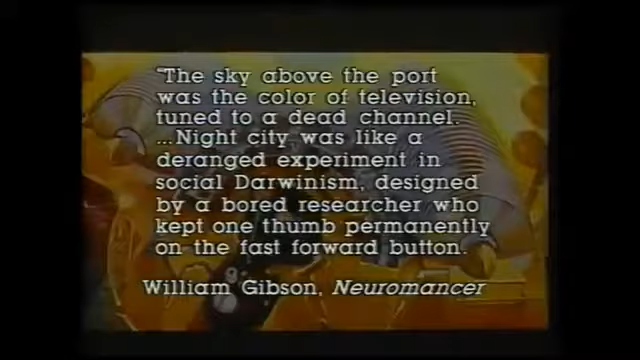 "The sky above the port
was the color of television,
tuned to a dead channel.
...Night city was like a
deranged experiment in
social Darwinism, designed
by a bored researcher who
kept one thumb permanently
on the fast forward button.
William Gibson, Neuromancer